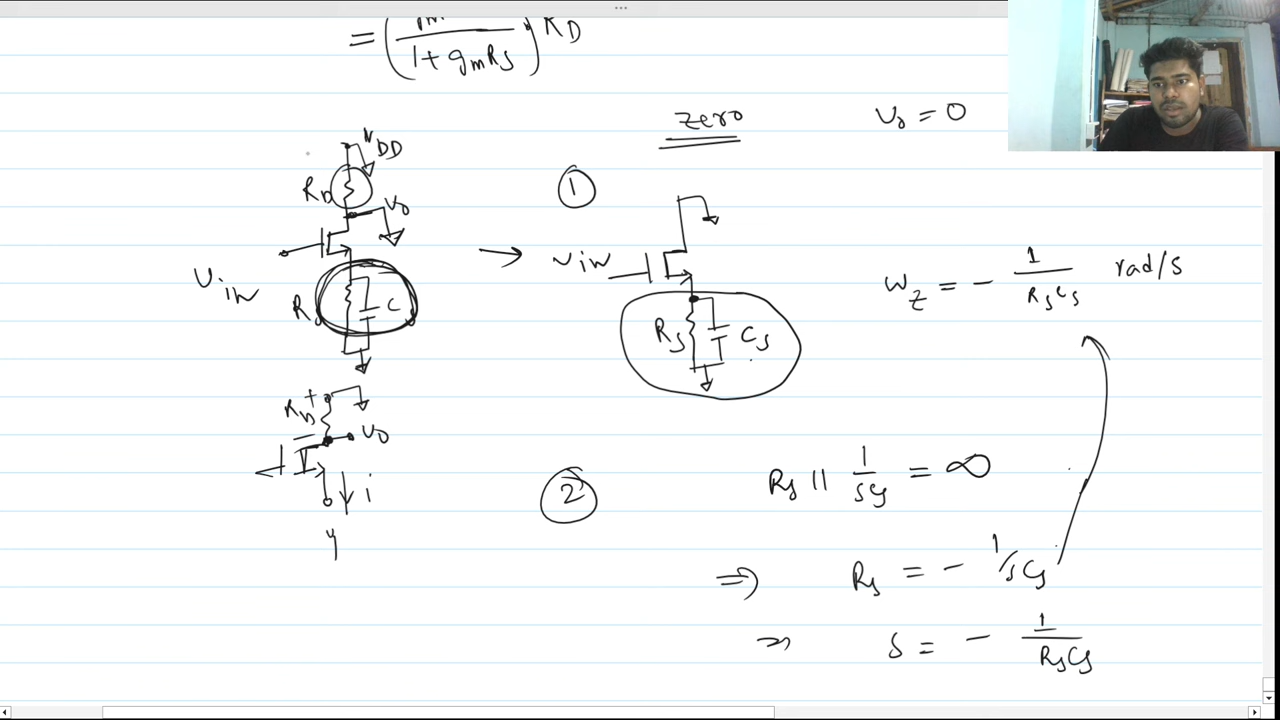 = ( gm / 1 + gmRs ) RD
zero
v0 = 0
VDD
RD
vo
Vin
R
C
①
vin
Rs
Cs
ωz = - 1 / RsCs rad/s
+
RD
vo
i
②
Rs || 1 / sCs = ∞
⇒ Rs = - 1/sCs
⇒ s = - 1 / RsCs